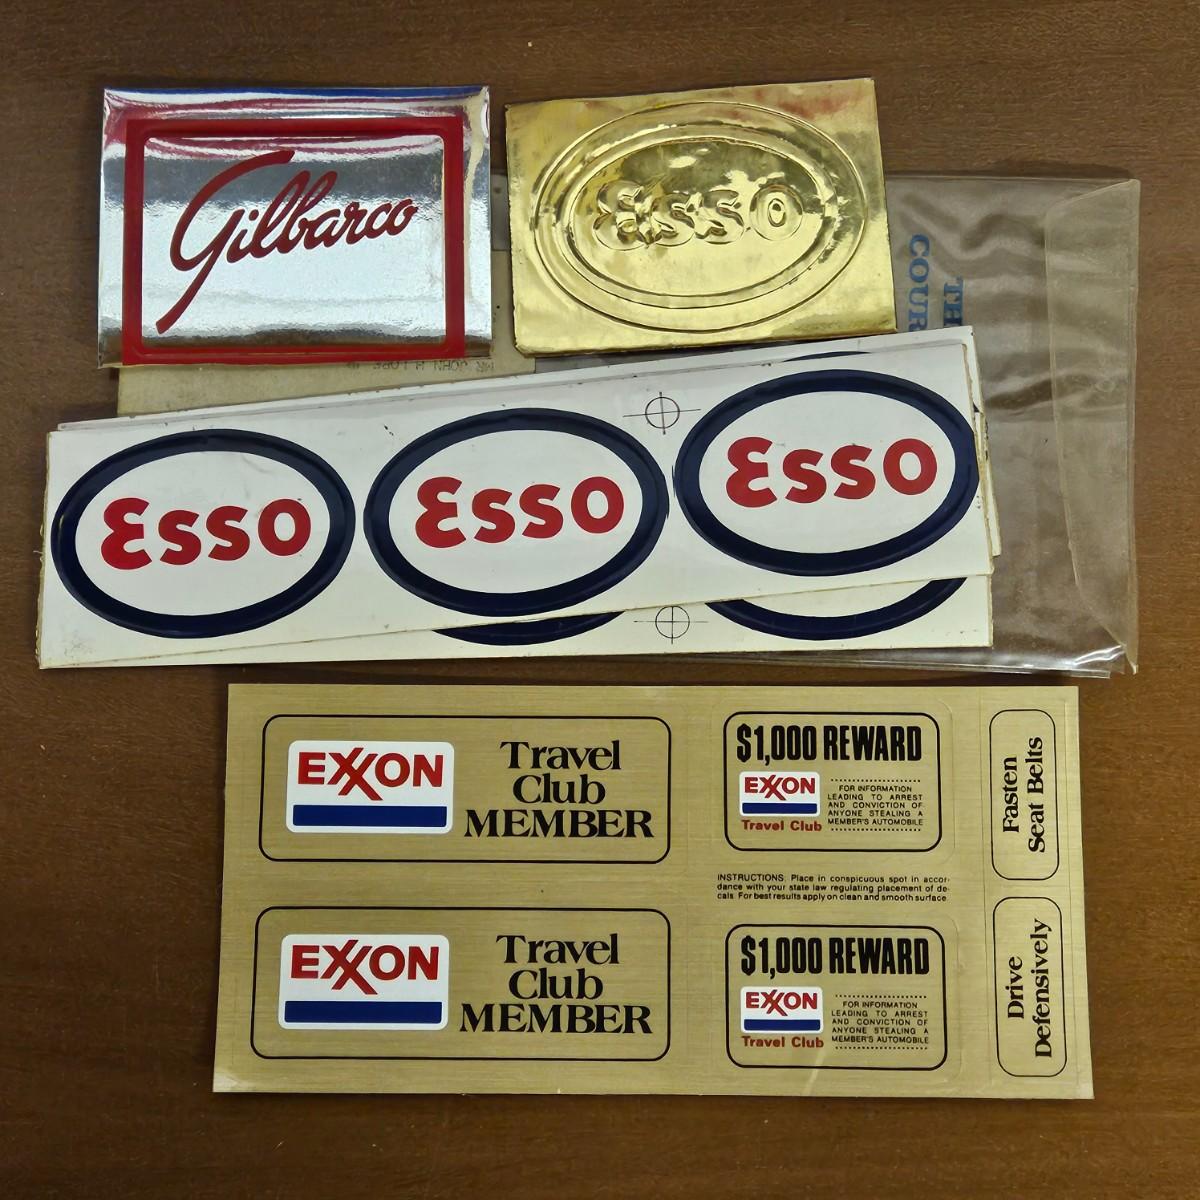 Gilbarco
Esso
TH
COUR
MR JOHN
Esso
Esso
Esso
EXXON
Travel
Club
MEMBER
$1,000 REWARD
EXXON
Travel Club
FOR INFORMATION
LEADING TO ARREST
AND CONVICTION OF
ANYONE STEALING A
MEMBER'S AUTOMOBILE
Fasten
Seat Belts
INSTRUCTIONS: Place in conspicuous spot in accor-
dance with your state law regulating placement of de-
cals. For best results apply on clean and smooth surface.
EXXON
Travel
Club
MEMBER
$1,000 REWARD
EXXON
Travel Club
FOR INFORMATION
LEADING TO ARREST
AND CONVICTION OF
ANYONE STEALING A
MEMBER'S AUTOMOBILE
Drive
Defensively